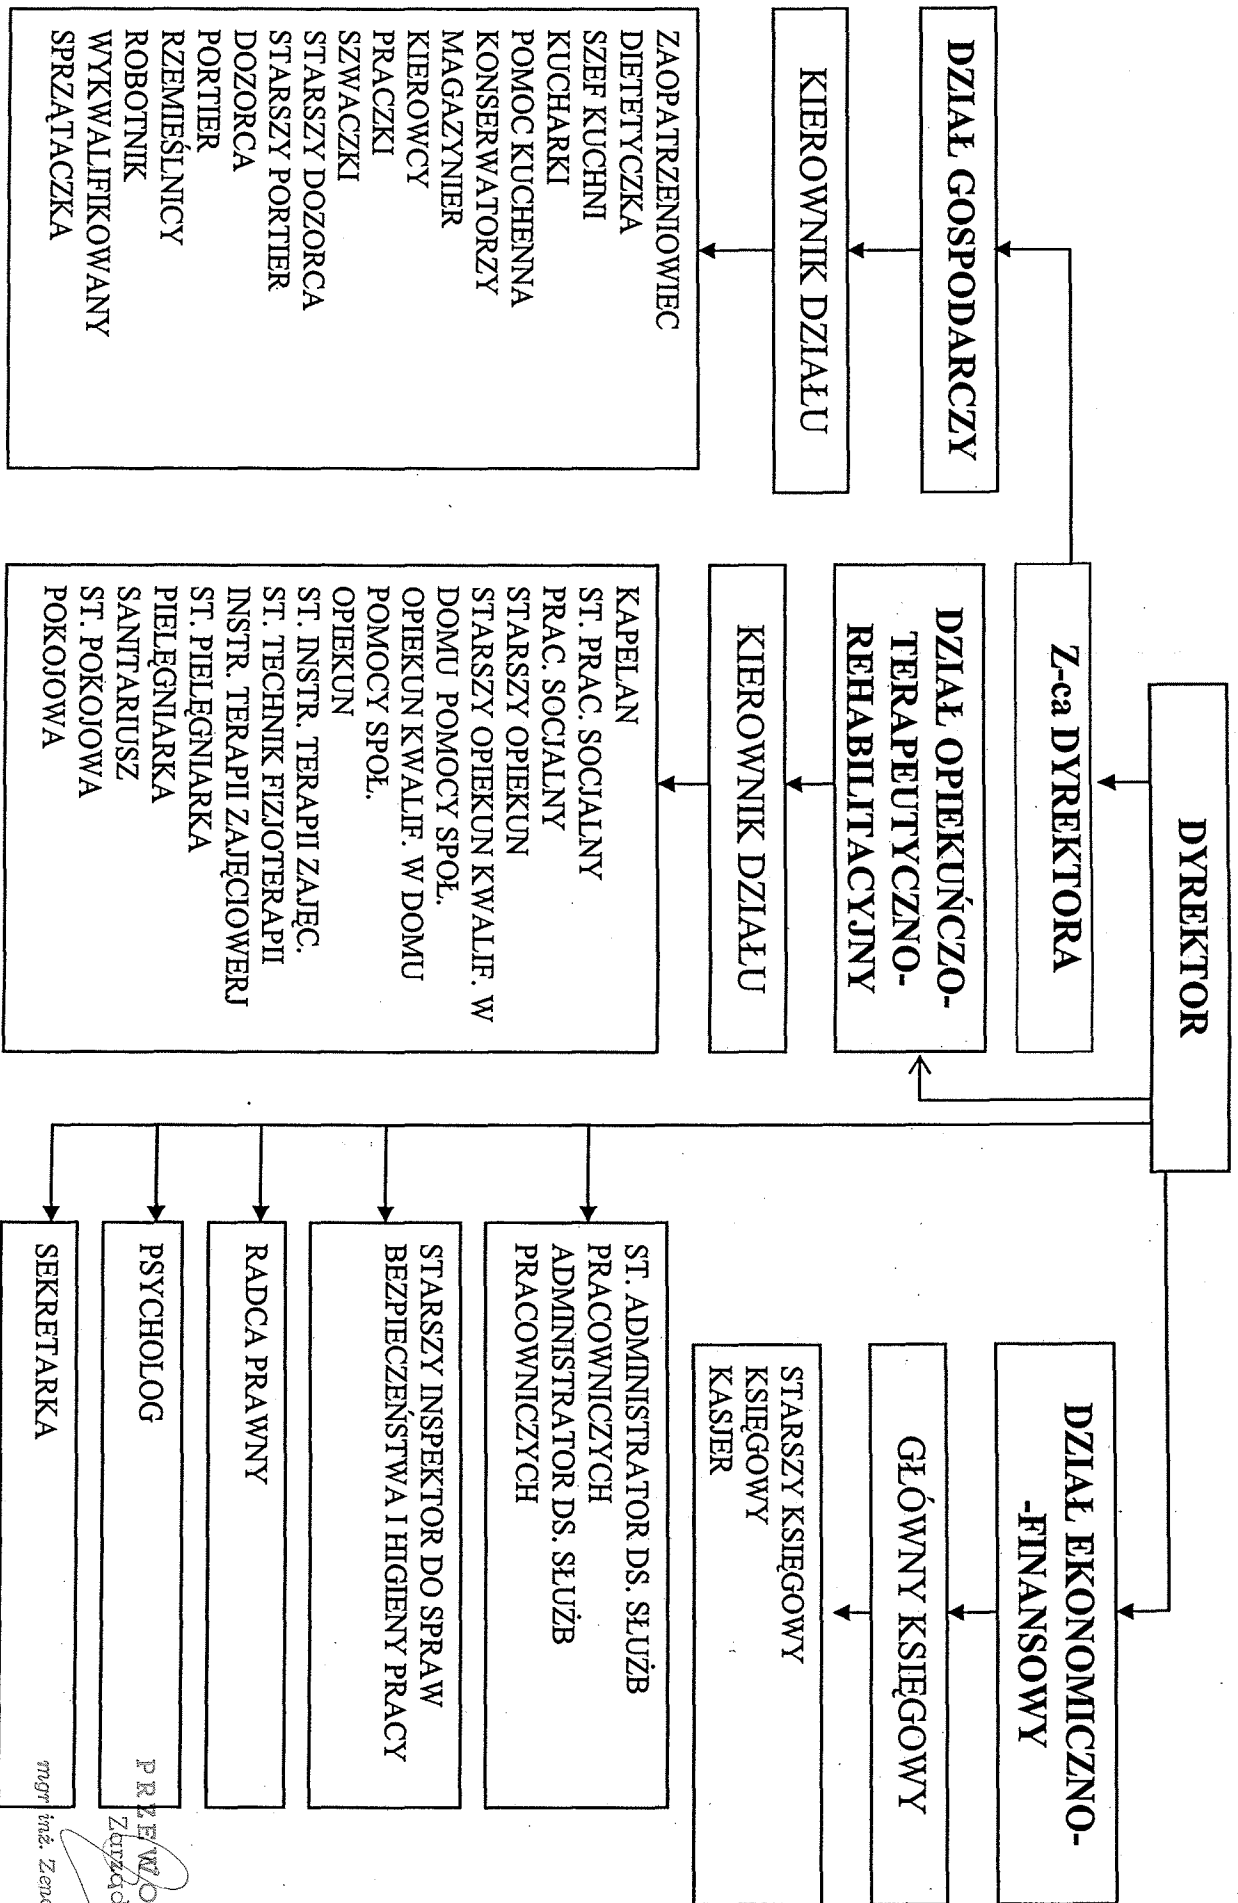 DYREKTOR
Z-ca DYREKTORA
DZIAŁ GOSPODARCZY
KIEROWNIK DZIAŁU
ZAOPATRZENIOWIEC
DIETETYCZKA
SZEF KUCHNI
KUCHARKI
POMOC KUCHENNA
KONSERWATORZY
MAGAZYNIER
KIEROWCY
PRACZKI
SZWACZKI
STARSZY DOZORCA
STARSZY PORTIER
DOZORCA
PORTIER
RZEMIEŚLNICY
ROBOTNIK
WYKWALIFIKOWANY
SPRZĄTACZKA
DZIAŁ OPIEKUŃCZO-
TERAPEUTYCZNO-
REHABILITACYJNY
KIEROWNIK DZIAŁU
KAPELAN
ST. PRAC. SOCJALNY
PRAC. SOCJALNY
STARSZY OPIEKUN
STARSZY OPIEKUN KWALIF. W
DOMU POMOCY SPOŁ.
OPIEKUN KWALIF. W DOMU
POMOCY SPOŁ.
OPIEKUN
ST. INSTR. TERAPII ZAJĘC.
ST. TECHNIK FIZJOTERAPII
INSTR. TERAPII ZAJĘCIOWERJ
ST. PIELĘGNIARKA
PIELĘGNIARKA
SANITARIUSZ
ST. POKOJOWA
POKOJOWA
DZIAŁ EKONOMICZNO-
-FINANSOWY
GŁÓWNY KSIĘGOWY
STARSZY KSIĘGOWY
KSIĘGOWY
KASJER
ST. ADMINISTRATOR DS. SŁUŻB
PRACOWNICZYCH
ADMINISTRATOR DS. SŁUŻB
PRACOWNICZYCH
STARSZY INSPEKTOR DO SPRAW
BEZPIECZEŃSTWA I HIGIENY PRACY
RADCA PRAWNY
PSYCHOLOG
SEKRETARKA
PRZEWO
Zarząd
mgr inż. Zeno